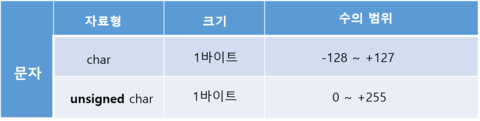 자료형 크기 수의 범위
문자
char 1바이트 -128 ~ +127
unsigned char 1바이트 0 ~ +255